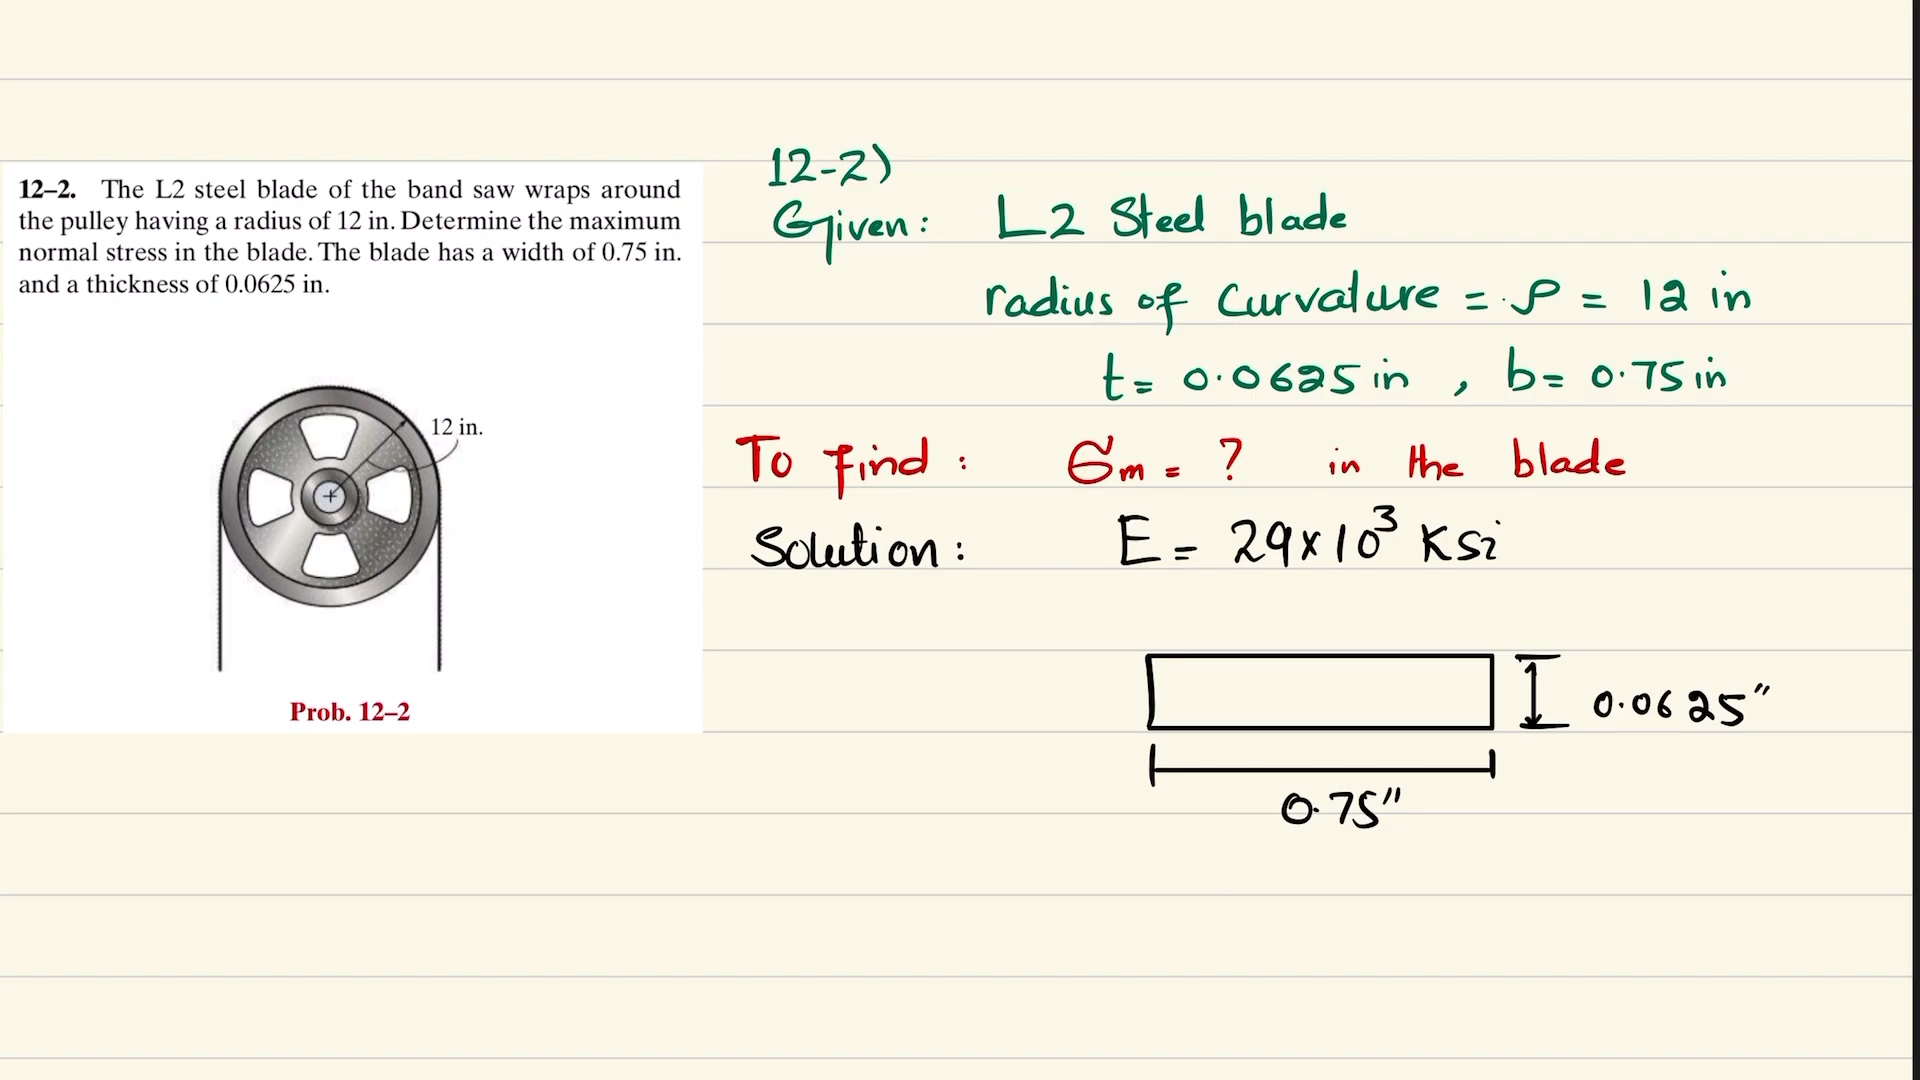 12–2. The L2 steel blade of the band saw wraps around
the pulley having a radius of 12 in. Determine the maximum
normal stress in the blade. The blade has a width of 0.75 in.
and a thickness of 0.0625 in.
12 in.
Prob. 12–2
12-2)
Given: L2 Steel blade
radius of Curvature = ρ = 12 in
t = 0.0625 in , b = 0.75 in
To find : σm = ? in the blade
Solution : E = 29×10³ Ksi
0.0625"
0.75"